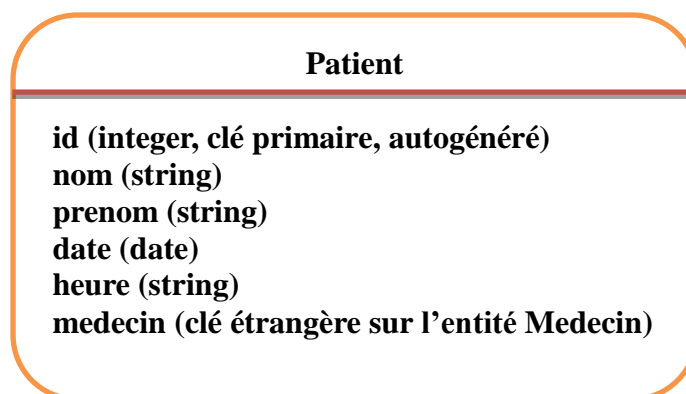 Patient
id (integer, clé primaire, autogénéré)
nom (string)
prenom (string)
date (date)
heure (string)
medecin (clé étrangère sur l’entité Medecin)